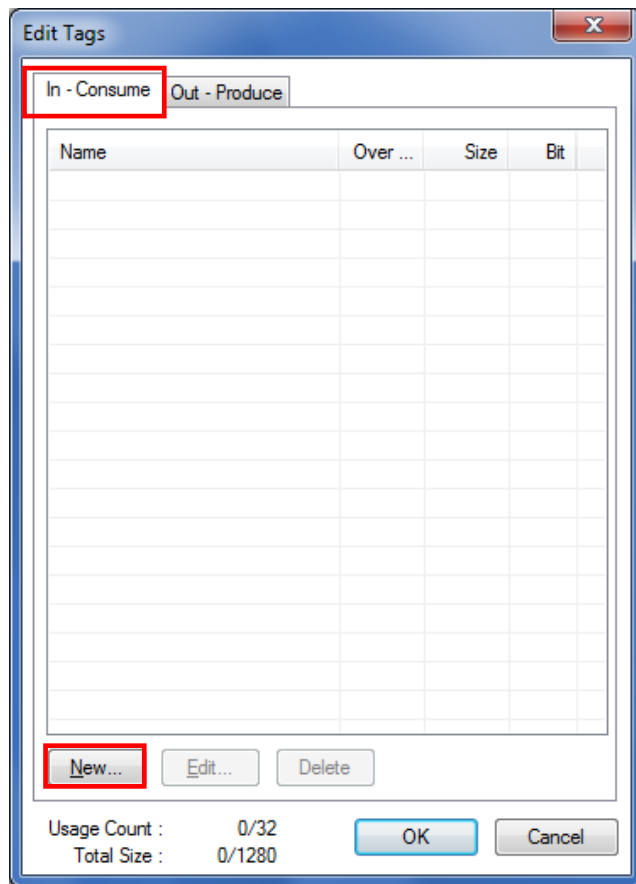 Edit Tags
In - Consume Out - Produce
Name Over ... Size Bit
New... Edit... Delete
Usage Count : 0/32 OK Cancel
Total Size : 0/1280